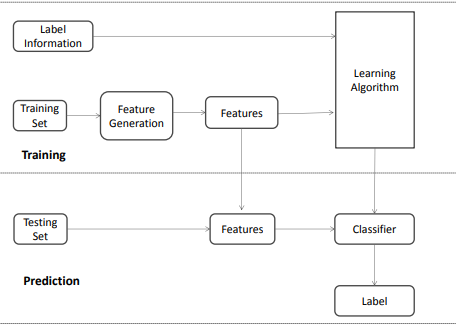 Label
Information
Learning
Algorithm
Training
Set
Feature
Generation
Features
Training
Testing
Set
Features
Classifier
Prediction
Label